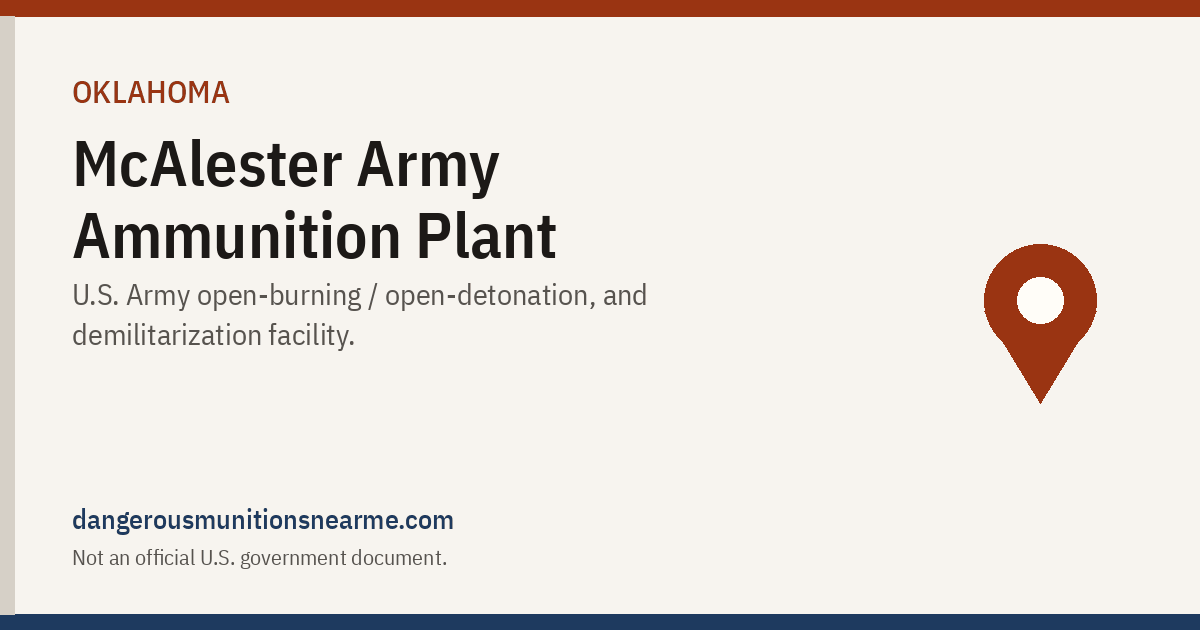 OKLAHOMA
McAlester Army
Ammunition Plant
U.S. Army open-burning / open-detonation, and
demilitarization facility.
dangerousmunitionsnearme.com
Not an official U.S. government document.